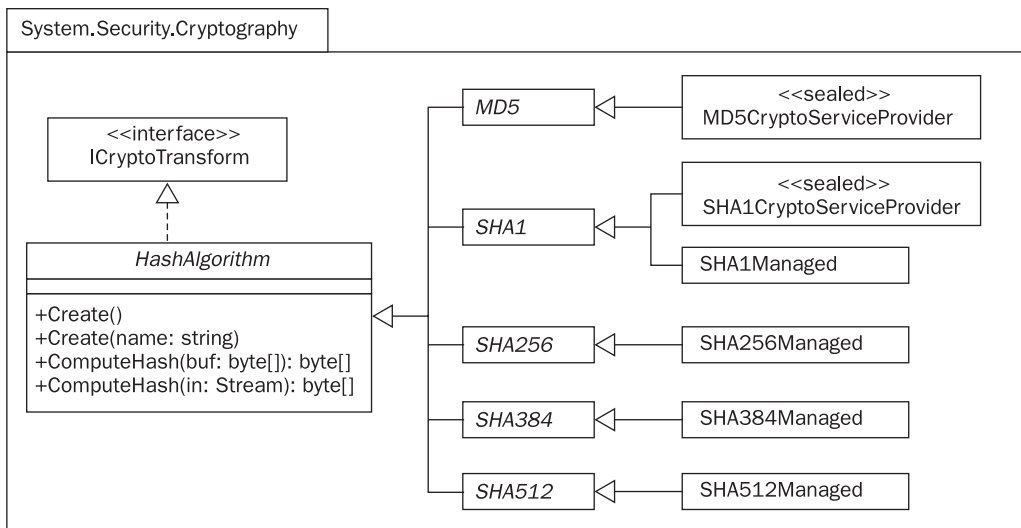 System.Security.Cryptography
<<interface>>
ICryptoTransform
HashAlgorithm
+Create()
+Create(name: string)
+ComputeHash(buf: byte[]): byte[]
+ComputeHash(in: Stream): byte[]
MD5
<<sealed>>
MD5CryptoServiceProvider
SHA1
<<sealed>>
SHA1CryptoServiceProvider
SHA1Managed
SHA256
SHA256Managed
SHA384
SHA384Managed
SHA512
SHA512Managed